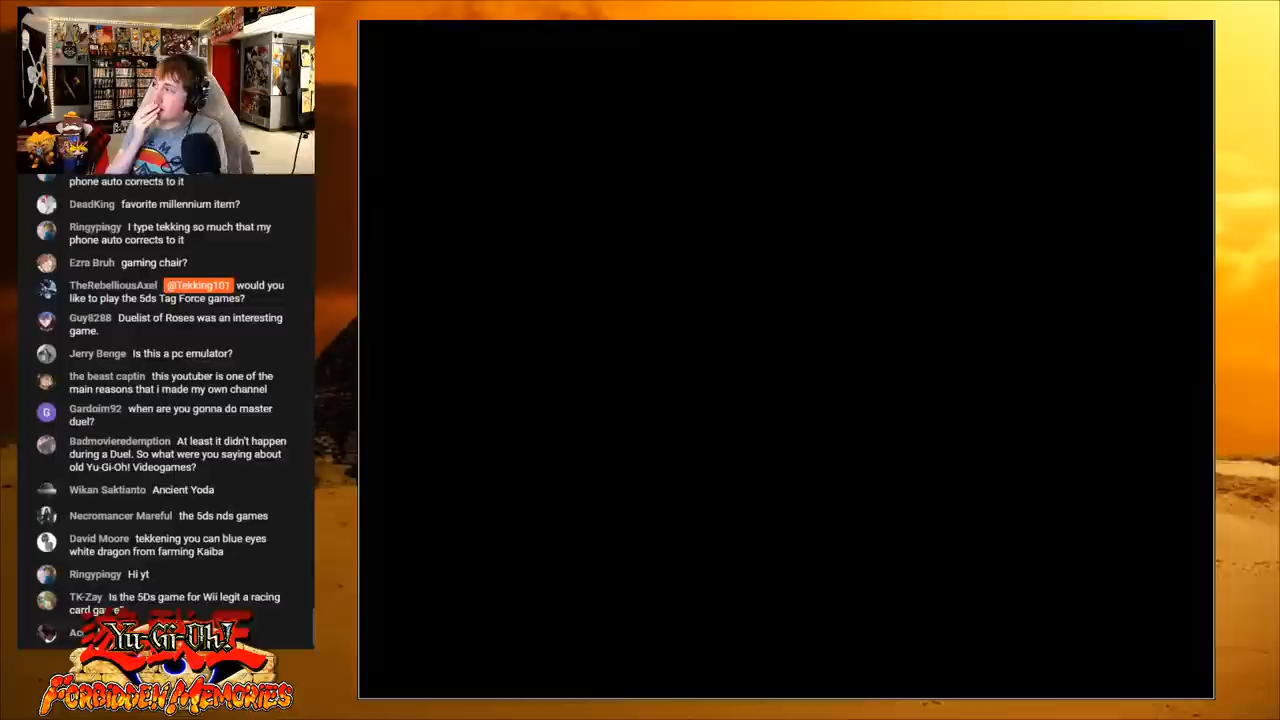 phone auto corrects to it
DeadKing favorite millennium item?
Ringypingy I type tekking so much that my
phone auto corrects to it
Ezra Bruh gaming chair?
TheRebelliousAxel @Tekking101 would you
like to play the 5ds Tag Force games?
Guy8288 Duelist of Roses was an interesting
game.
Jerry Benge Is this a pc emulator?
the beast captin this youtuber is one of the
main reasons that i made my own channel
G Gardoim92 when are you gonna do master
duel?
Badmovieredemption At least it didn't happen
during a Duel. So what were you saying about
old Yu-Gi-Oh! Videogames?
Wikan Saktianto Ancient Yoda
Necromancer Mareful the 5ds nds games
David Moore tekkening you can blue eyes
white dragon from farming Kaiba
Ringypingy Hi yt
TK-Zay Is the 5Ds game for Wii legit a racing
card
Yu-Gi-Oh!
Forbidden Memories